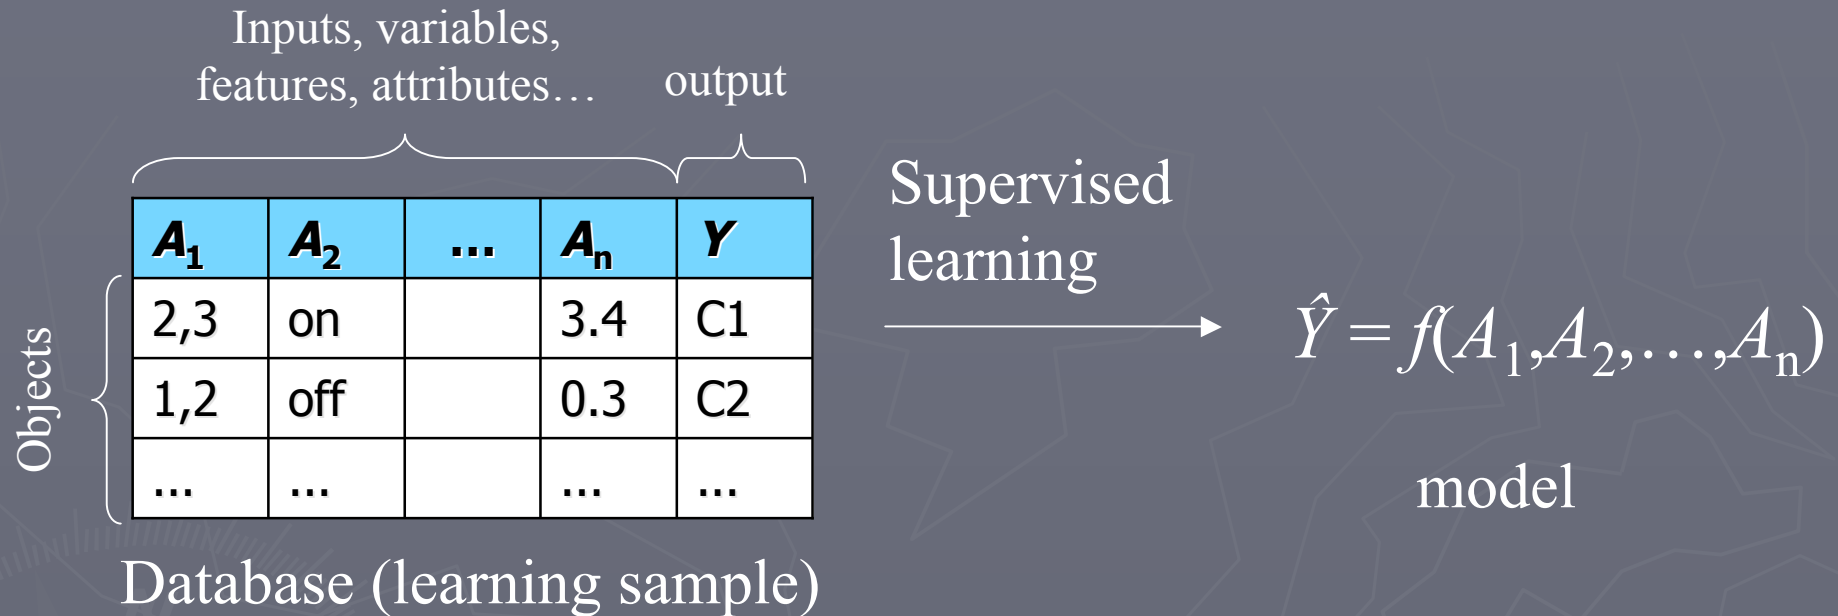 Inputs, variables,
features, attributes…
output
A₁ A₂ ... Aₙ Y
2,3 on 3.4 C1
1,2 off 0.3 C2
... ... ... ...
Objects
Database (learning sample)
Supervised
learning
Ŷ = f(A₁,A₂,…,Aₙ)
model